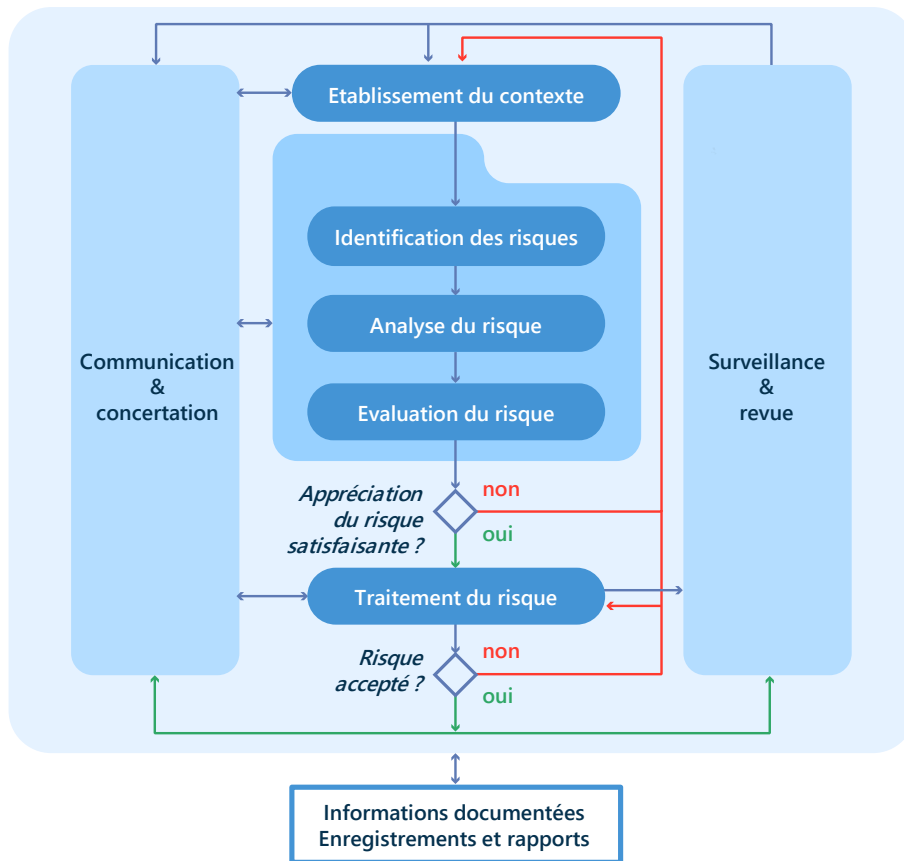 Etablissement du contexte
Identification des risques
Analyse du risque
Communication
&
concertation
Surveillance
&
revue
Evaluation du risque
Appréciation
du risque
satisfaisante ?
non
oui
Traitement du risque
Risque
accepté ?
non
oui
Informations documentées
Enregistrements et rapports